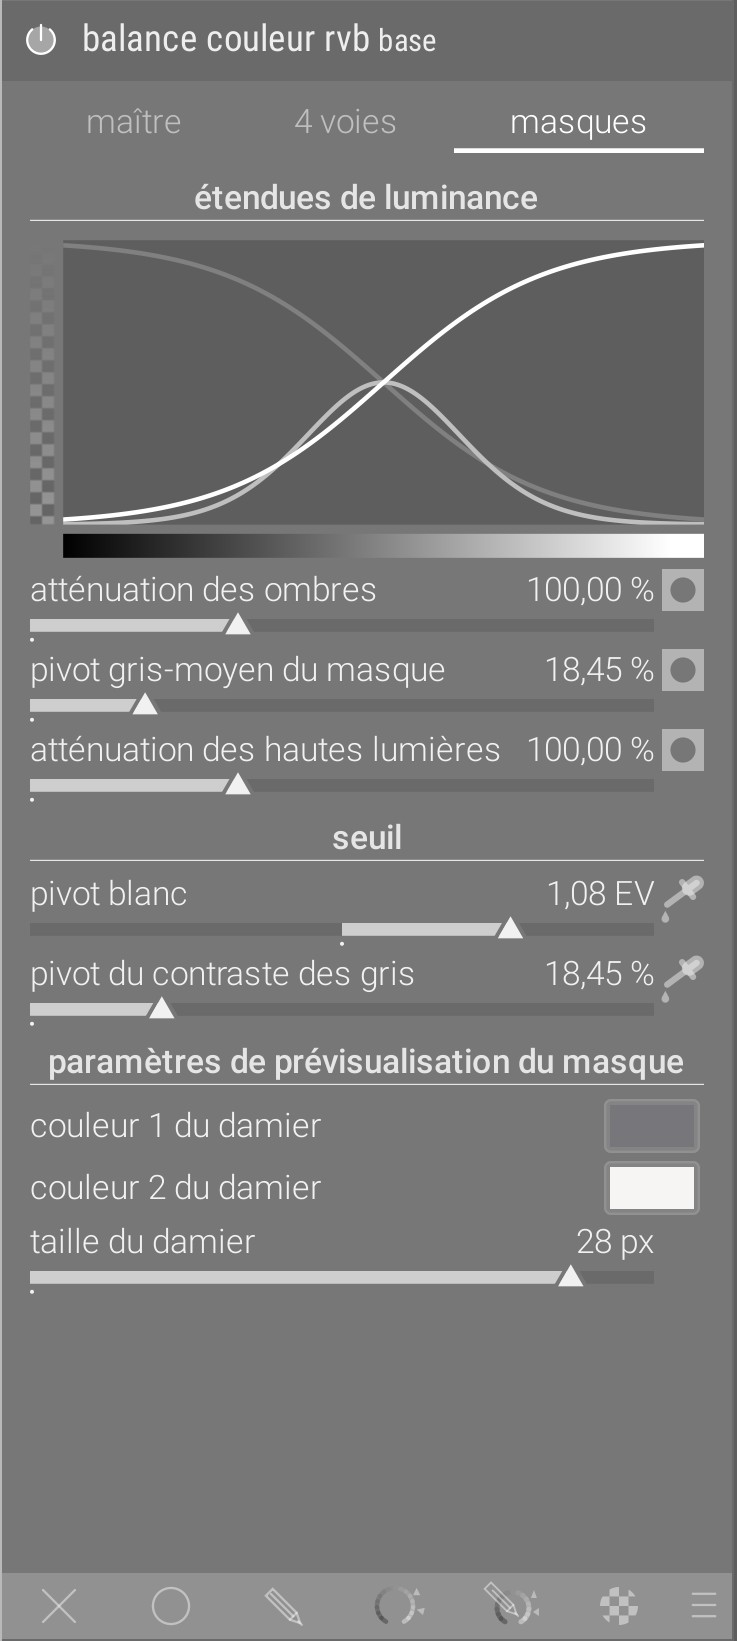 balance couleur rvb base
maître 4 voies masques
étendues de luminance
atténuation des ombres 100,00 %
pivot gris-moyen du masque 18,45 %
atténuation des hautes lumières 100,00 %
seuil
pivot blanc 1,08 EV
pivot du contraste des gris 18,45 %
paramètres de prévisualisation du masque
couleur 1 du damier
couleur 2 du damier
taille du damier 28 px